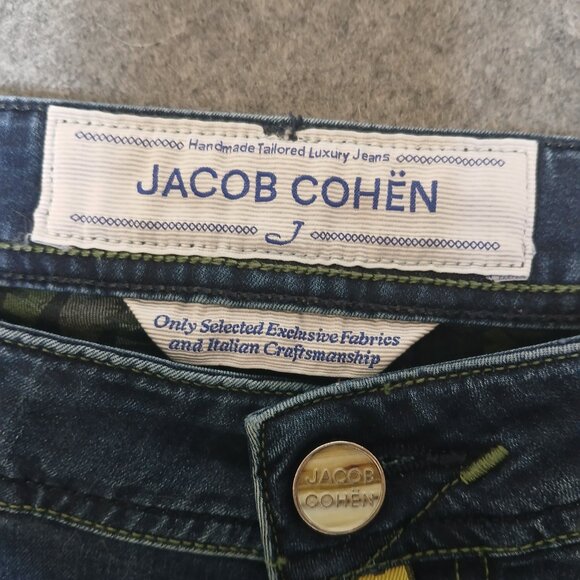 Handmade Tailored Luxury Jeans
JACOB COHËN
J
Only Selected Exclusive Fabrics
and Italian Craftsmanship
JACOB
COHËN